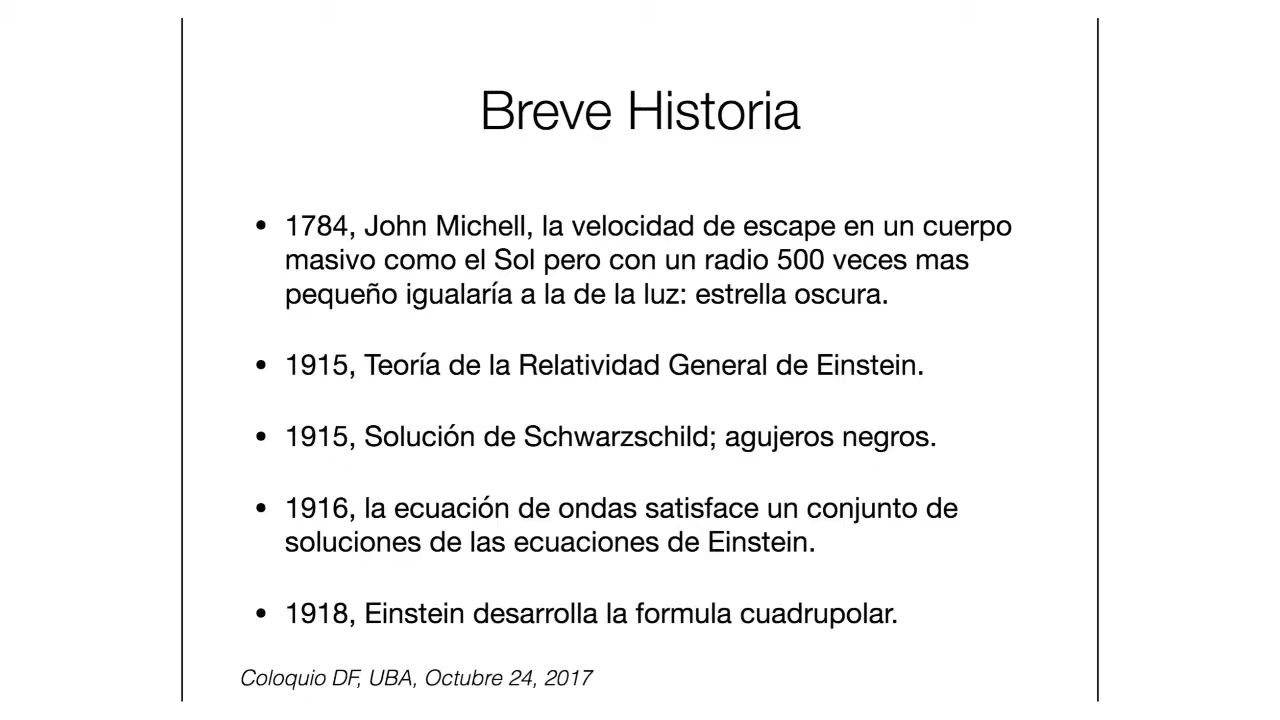 Breve Historia
• 1784, John Michell, la velocidad de escape en un cuerpo
masivo como el Sol pero con un radio 500 veces mas
pequeño igualaría a la de la luz: estrella oscura.
• 1915, Teoría de la Relatividad General de Einstein.
• 1915, Solución de Schwarzschild; agujeros negros.
• 1916, la ecuación de ondas satisface un conjunto de
soluciones de las ecuaciones de Einstein.
• 1918, Einstein desarrolla la formula cuadrupolar.
Coloquio DF, UBA, Octubre 24, 2017